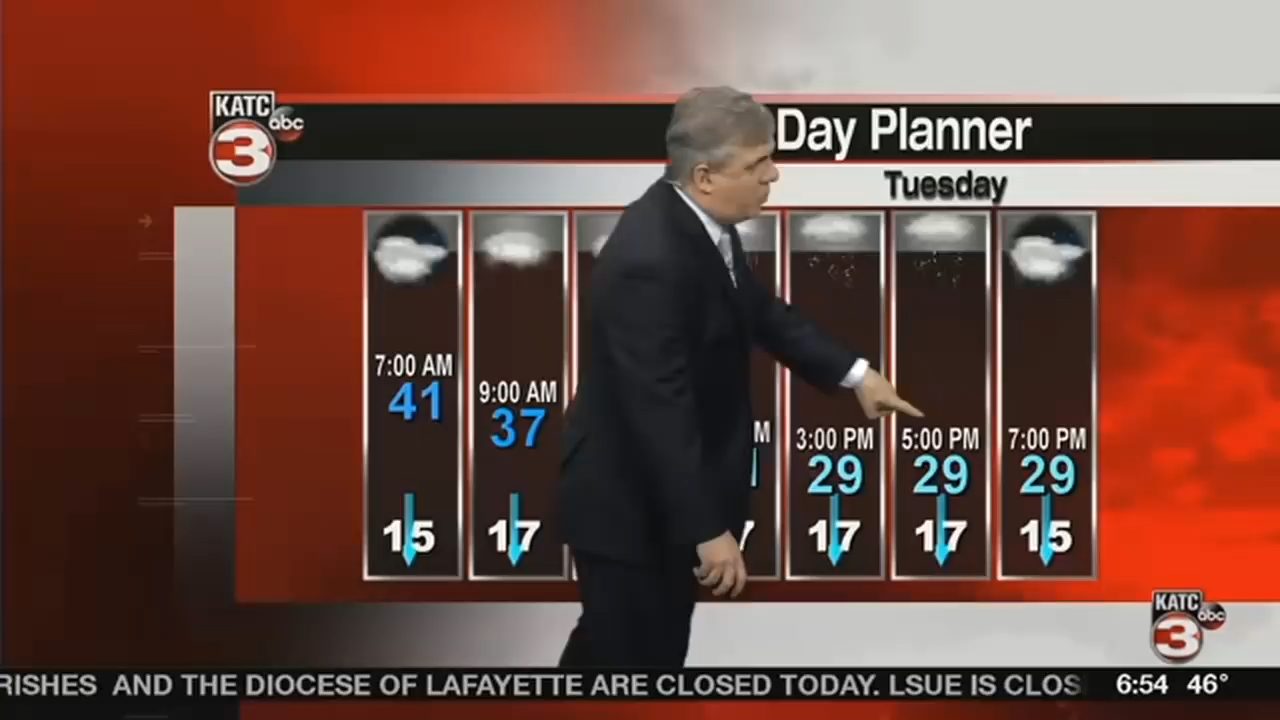 KATC
abc
3
Day Planner
Tuesday
7:00 AM
41
15
9:00 AM
37
17
M
7
3:00 PM
29
17
5:00 PM
29
17
7:00 PM
29
15
KATC
abc
3
RISHES AND THE DIOCESE OF LAFAYETTE ARE CLOSED TODAY. LSUE IS CLOS
6:54 46°